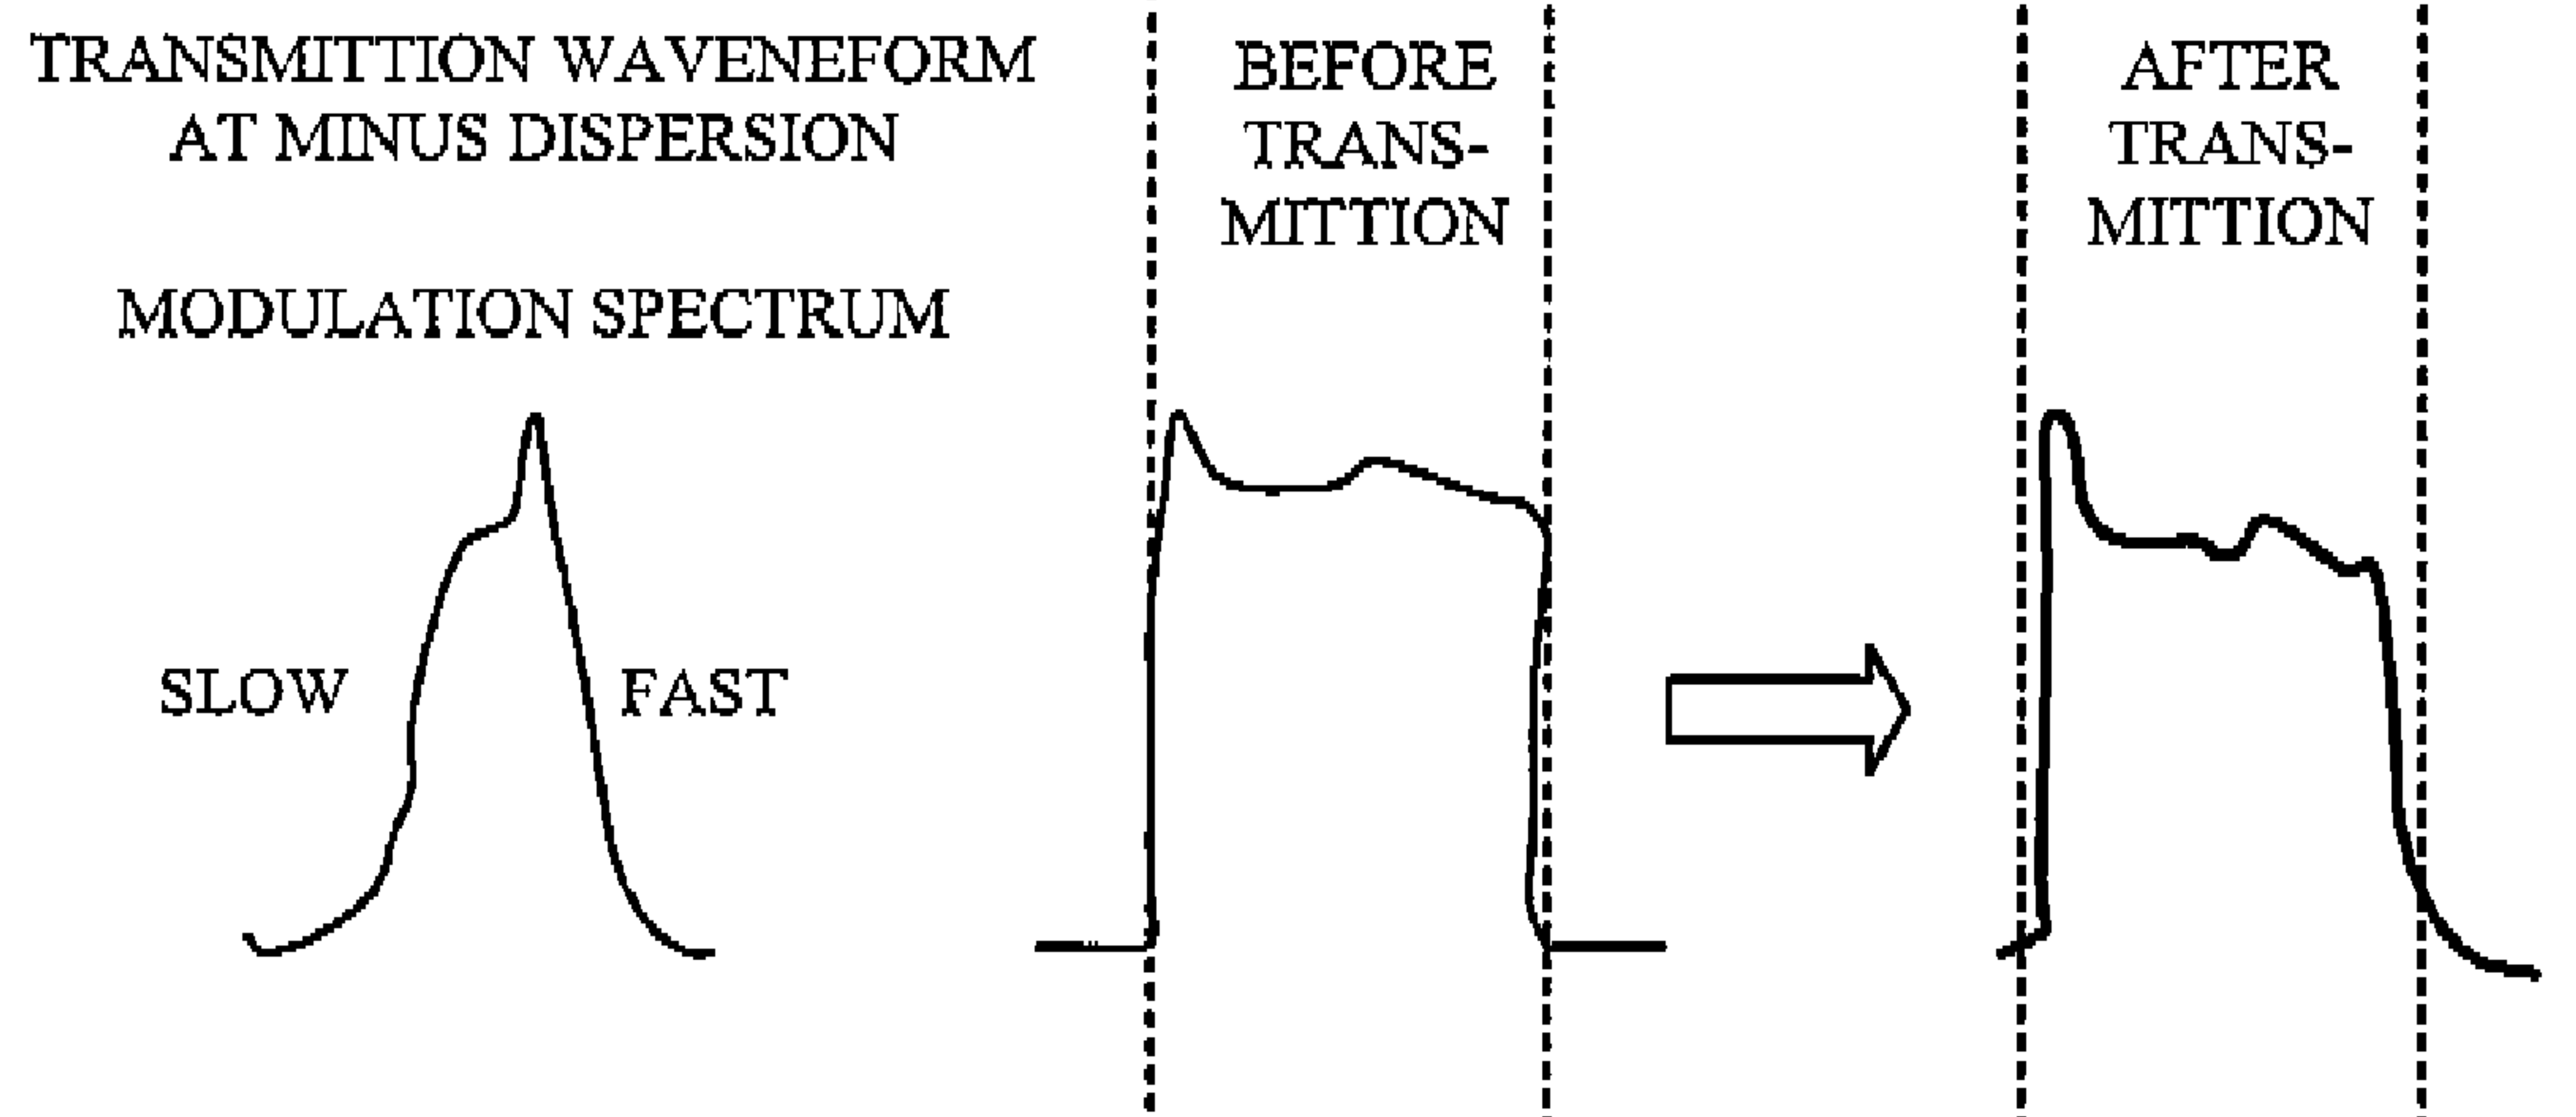 TRANSMITTION WAVENEFORM
AT MINUS DISPERSION
MODULATION SPECTRUM
SLOW
FAST
BEFORE
TRANS-
MITTION
AFTER
TRANS-
MITTION